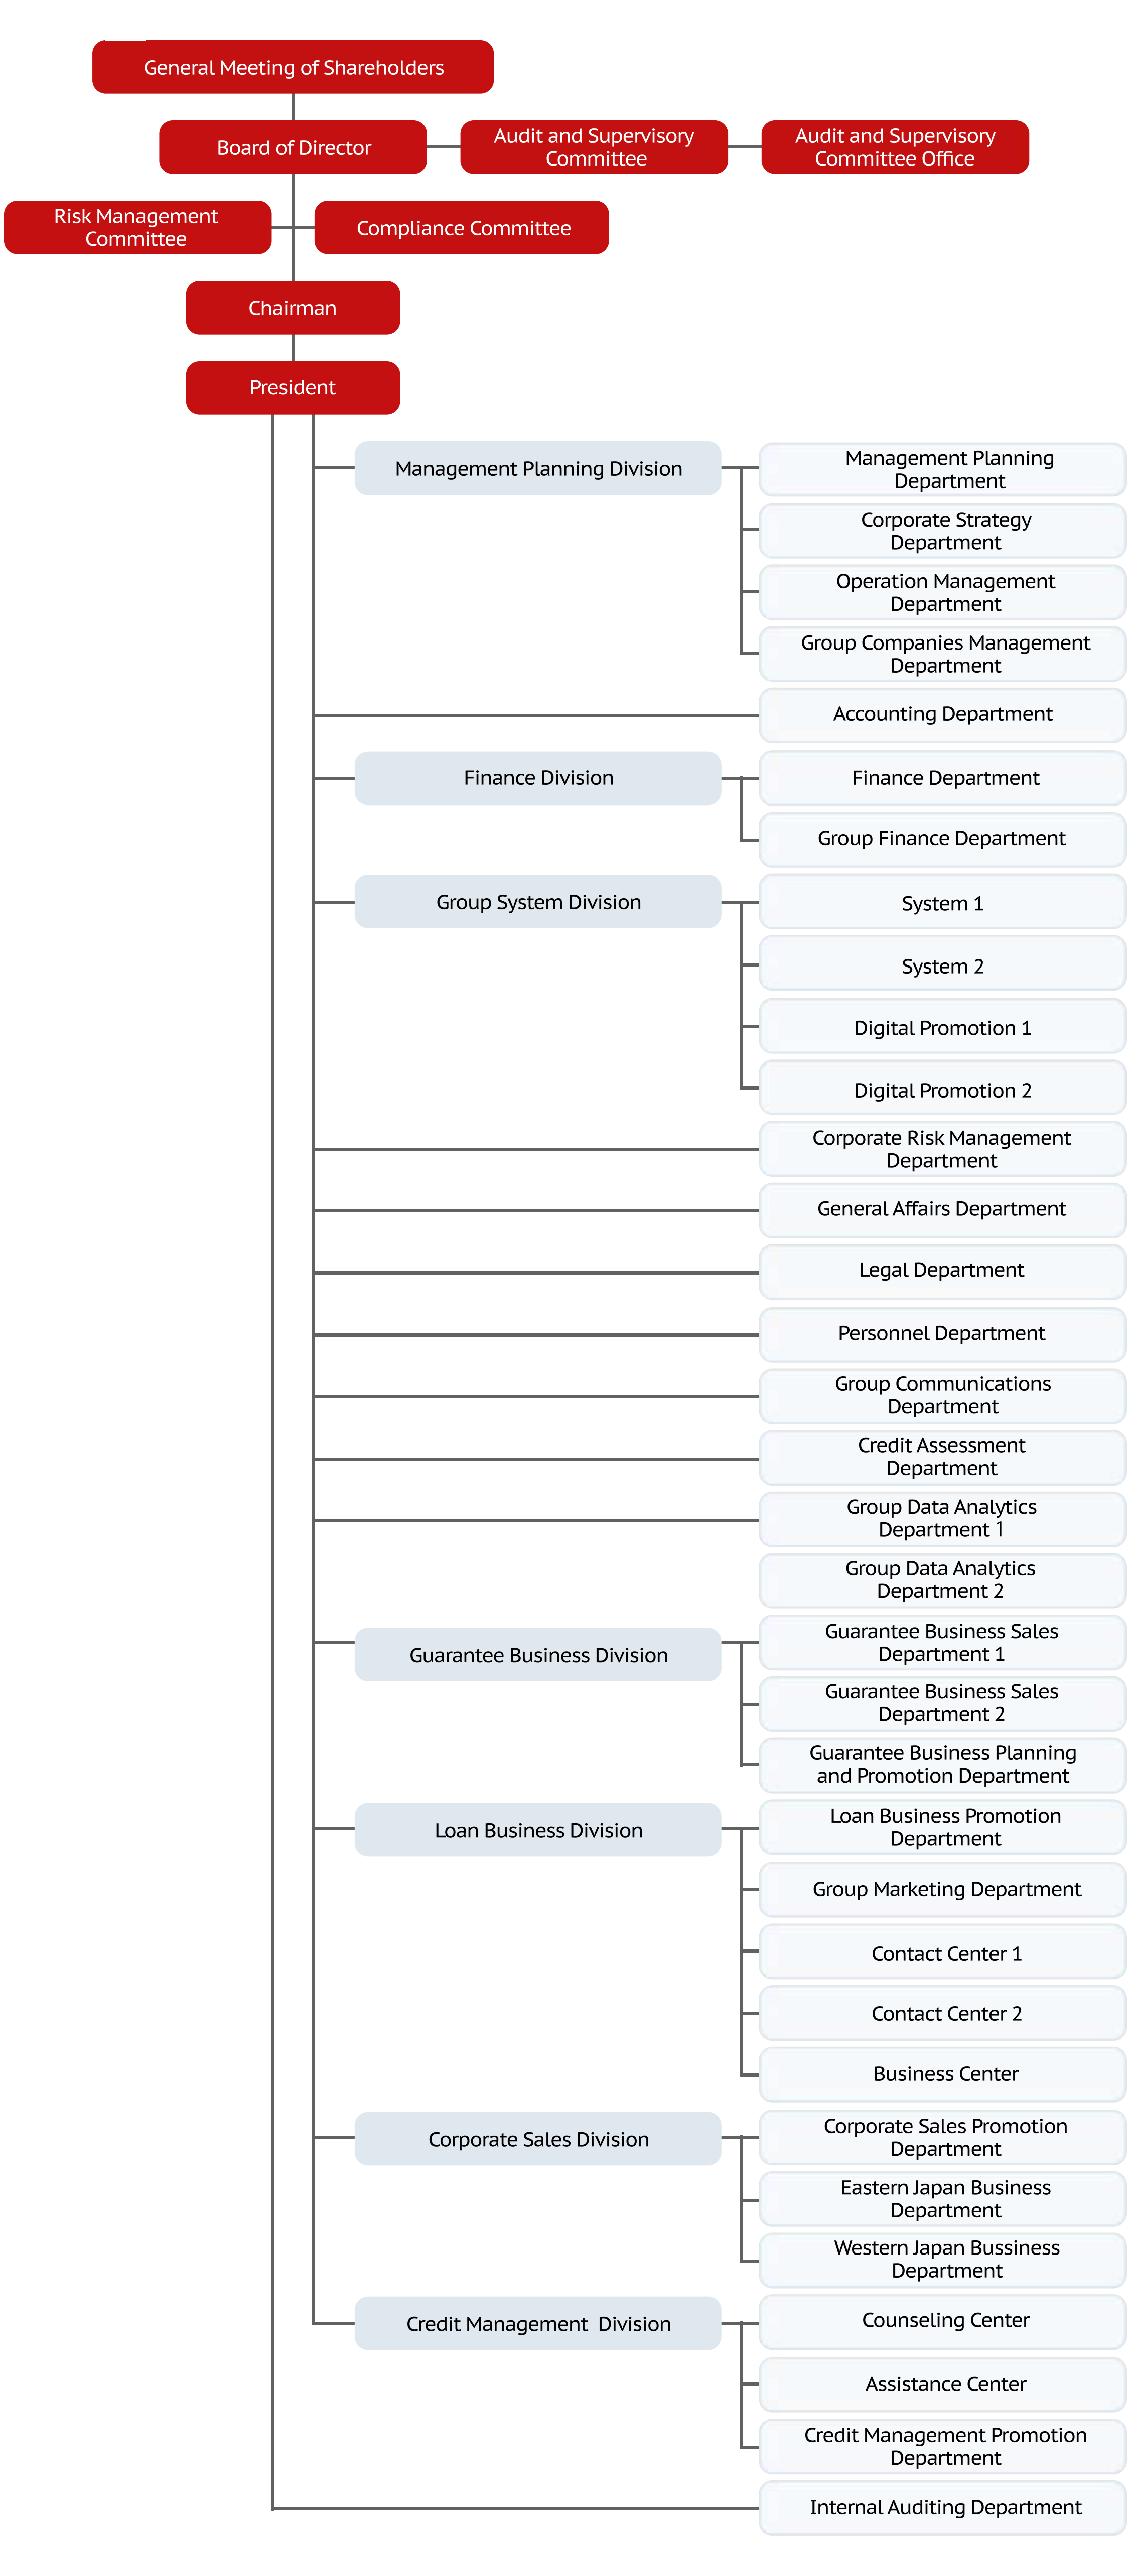 General Meeting of Shareholders
Board of Director
Audit and Supervisory
Committee
Audit and Supervisory
Committee Office
Risk Management
Committee
Compliance Committee
Chairman
President
Management Planning Division
Management Planning
Department
Corporate Strategy
Department
Operation Management
Department
Group Companies Management
Department
Accounting Department
Finance Division
Finance Department
Group Finance Department
Group System Division
System 1
System 2
Digital Promotion 1
Digital Promotion 2
Corporate Risk Management
Department
General Affairs Department
Legal Department
Personnel Department
Group Communications
Department
Credit Assessment
Department
Group Data Analytics
Department 1
Group Data Analytics
Department 2
Guarantee Business Division
Guarantee Business Sales
Department 1
Guarantee Business Sales
Department 2
Guarantee Business Planning
and Promotion Department
Loan Business Division
Loan Business Promotion
Department
Group Marketing Department
Contact Center 1
Contact Center 2
Business Center
Corporate Sales Division
Corporate Sales Promotion
Department
Eastern Japan Business
Department
Western Japan Bussiness
Department
Credit Management Division
Counseling Center
Assistance Center
Credit Management Promotion
Department
Internal Auditing Department